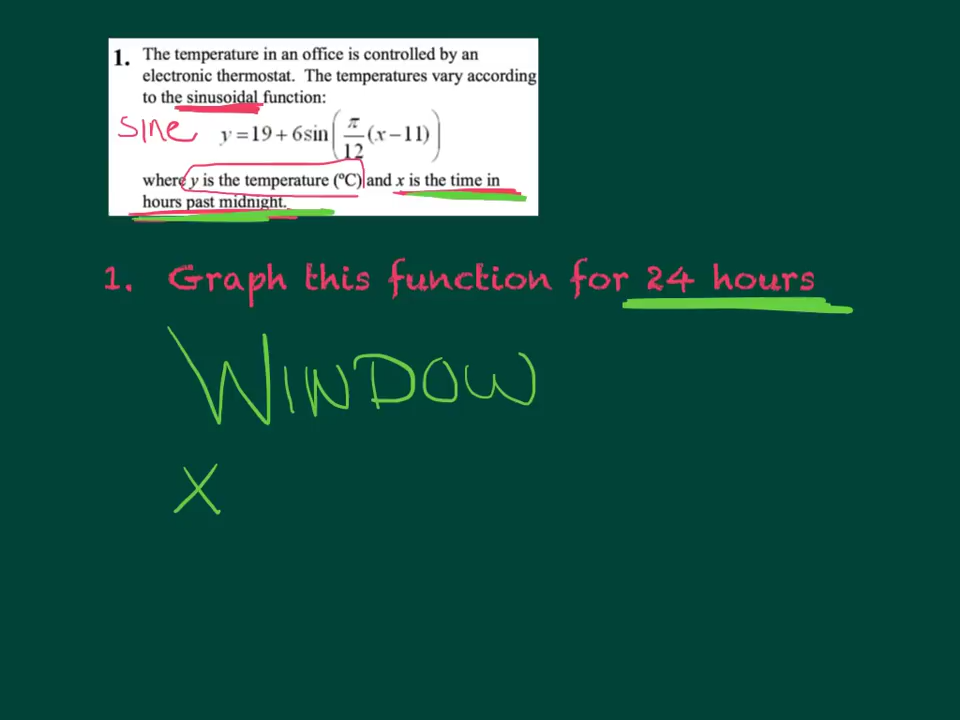 1. The temperature in an office is controlled by an
electronic thermostat. The temperatures vary according
to the sinusoidal function:
Sine y = 19 + 6 sin ( π/12 (x − 11) )
where y is the temperature (ºC) and x is the time in
hours past midnight.
1. Graph this function for 24 hours
WINDOW
X